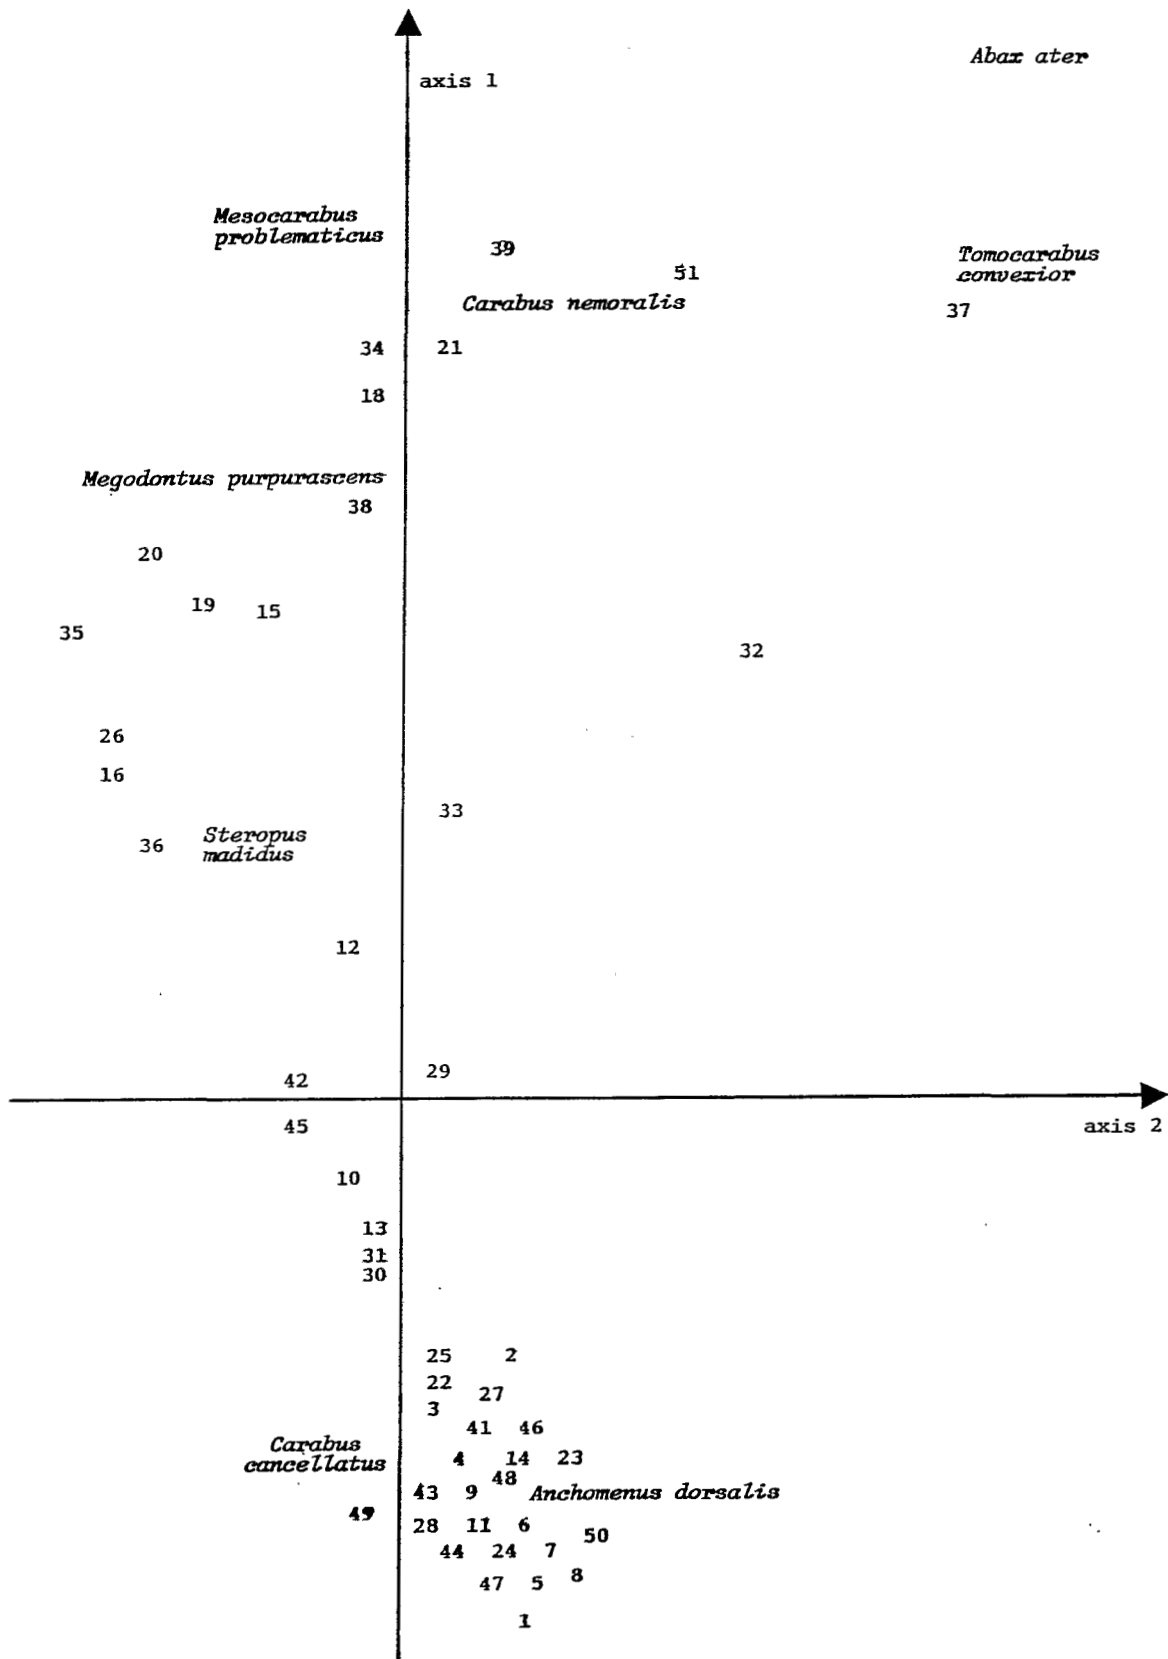 Abax ater
axis 1
Mesocarabus
problematicus
39
Tomocarabus
convexior
51
Carabus nemoralis
37
34 21
18
Megodontus purpurascens
38
20
19 15
35
32
26
16
33
Steropus
madidus
36
12
29
42
axis 2
45
10
13
31
30
25 2
22
27
3
41 46
Carabus
cancellatus
4 14 23
48
43 9 Anchomenus dorsalis
49
28 11 6
50
44 24 7
8
47 5
1